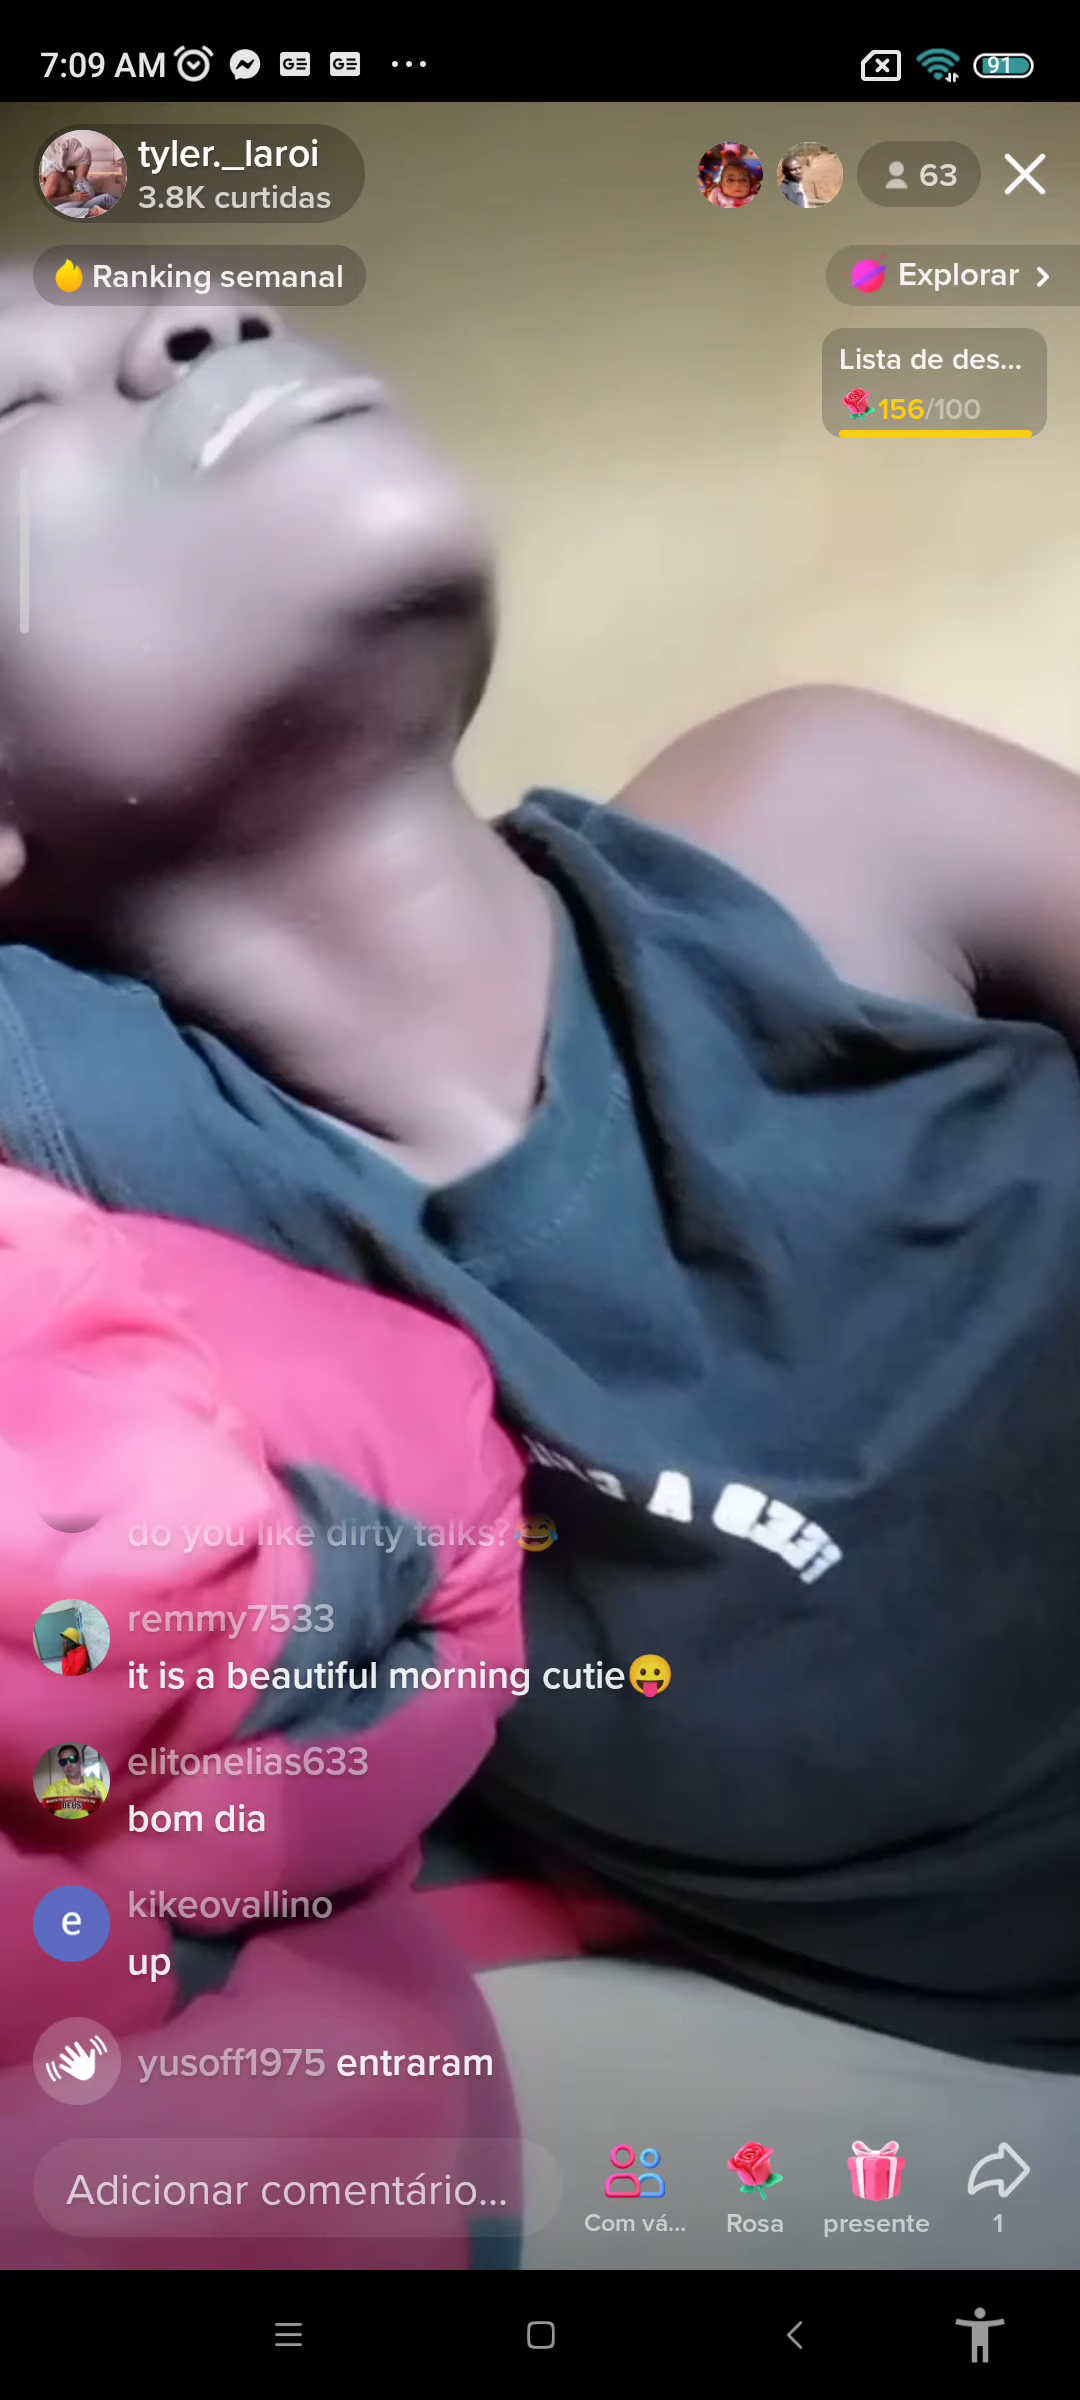 7:09 AM
91
tyler._laroi
3.8K curtidas
63
Ranking semanal
Explorar
Lista de des...
156/100
A
do you like dirty talks?😂
remmy7533
it is a beautiful morning cutie😛
elitonelias633
bom dia
e
kikeovallino
up
yusoff1975 entraram
Adicionar comentário...
Com vá...
Rosa
presente
1